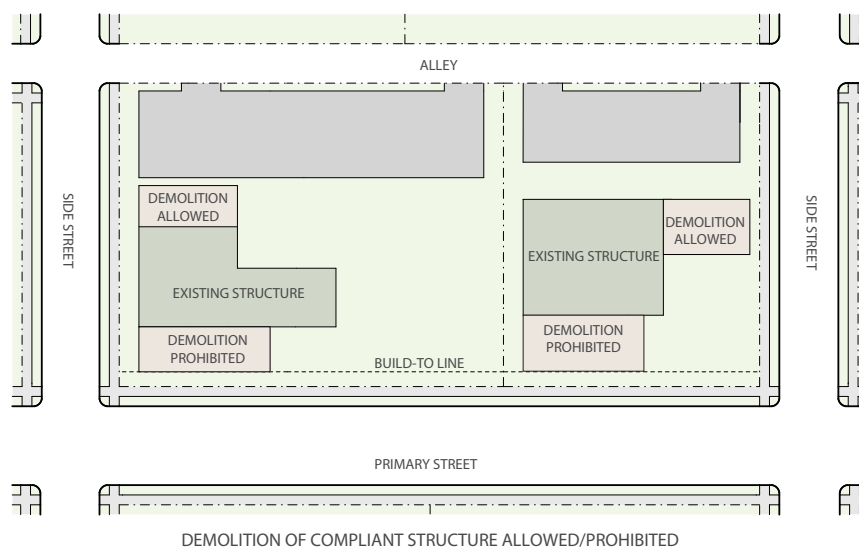 ALLEY
SIDE STREET
SIDE STREET
DEMOLITION
ALLOWED
DEMOLITION
ALLOWED
EXISTING STRUCTURE
EXISTING STRUCTURE
DEMOLITION
PROHIBITED
DEMOLITION
PROHIBITED
BUILD-TO LINE
PRIMARY STREET
DEMOLITION OF COMPLIANT STRUCTURE ALLOWED/PROHIBITED